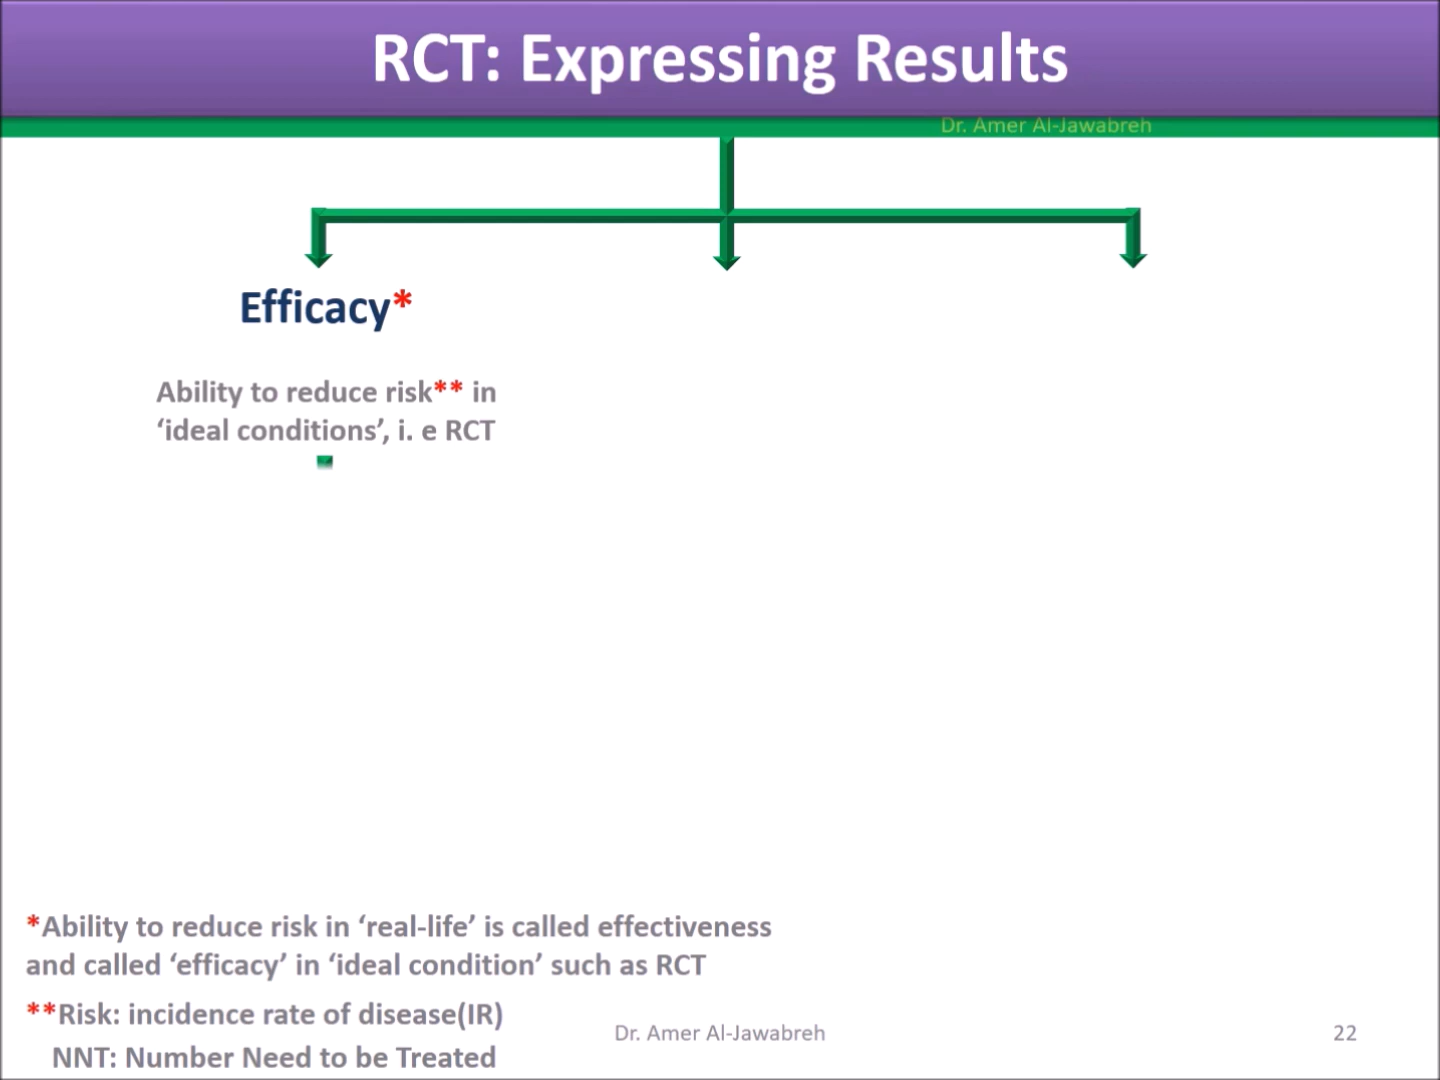 RCT: Expressing Results
Dr. Amer Al-Jawabreh
Efficacy*
Ability to reduce risk** in
‘ideal conditions’, i. e RCT
*Ability to reduce risk in ‘real-life’ is called effectiveness
and called ‘efficacy’ in ‘ideal condition’ such as RCT
**Risk: incidence rate of disease(IR)
NNT: Number Need to be Treated
Dr. Amer Al-Jawabreh
22